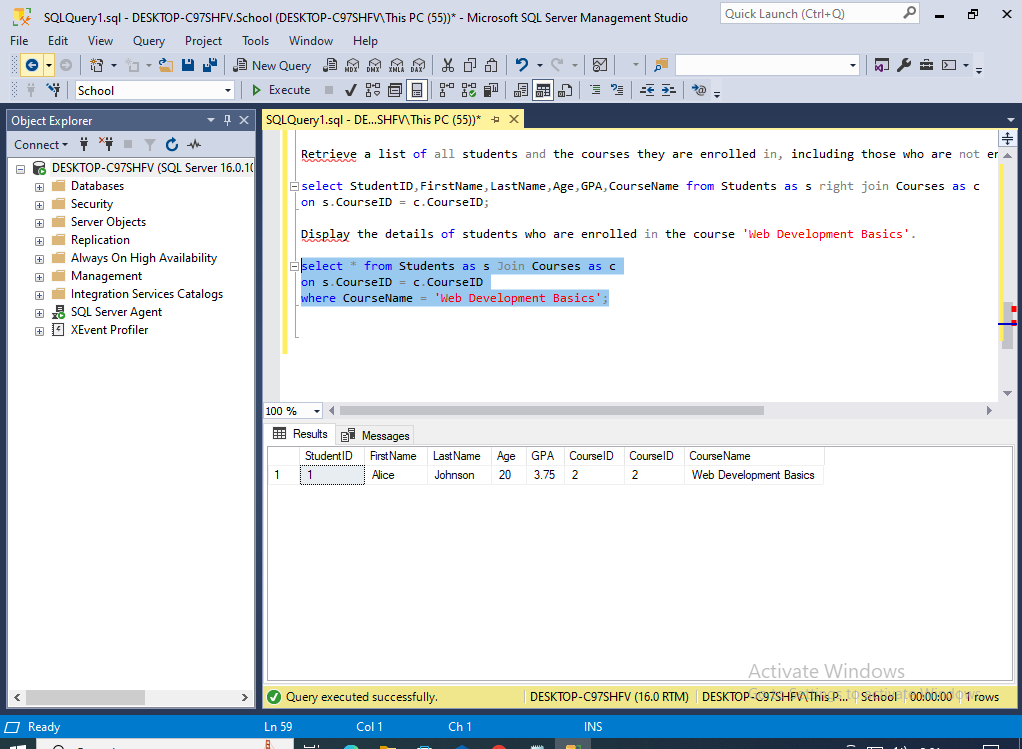 SQLQuery1.sql - DESKTOP-C97SHFV.School (DESKTOP-C97SHFV\This PC (55))* - Microsoft SQL Server Management Studio
Quick Launch (Ctrl+Q)
File Edit View Query Project Tools Window Help
New Query MDX DMX XMLA DAX
School Execute
Object Explorer
SQLQuery1.sql - DE...SHFV\This PC (55))*
Connect
DESKTOP-C97SHFV (SQL Server 16.0.10
Databases
Security
Server Objects
Replication
Always On High Availability
Management
Integration Services Catalogs
SQL Server Agent
XEvent Profiler
Retrieve a list of all students and the courses they are enrolled in, including those who are not er
select StudentID,FirstName,LastName,Age,GPA,CourseName from Students as s right join Courses as c
on s.CourseID = c.CourseID;
Display the details of students who are enrolled in the course 'Web Development Basics'.
select * from Students as s Join Courses as c
on s.CourseID = c.CourseID
where CourseName = 'Web Development Basics';
100 %
Results Messages
StudentID FirstName LastName Age GPA CourseID CourseID CourseName
1 1 Alice Johnson 20 3.75 2 2 Web Development Basics
Activate Windows
Query executed successfully. DESKTOP-C97SHFV (16.0 RTM) DESKTOP-C97SHFV\This P... School 00:00:00 1 rows
Ready Ln 59 Col 1 Ch 1 INS